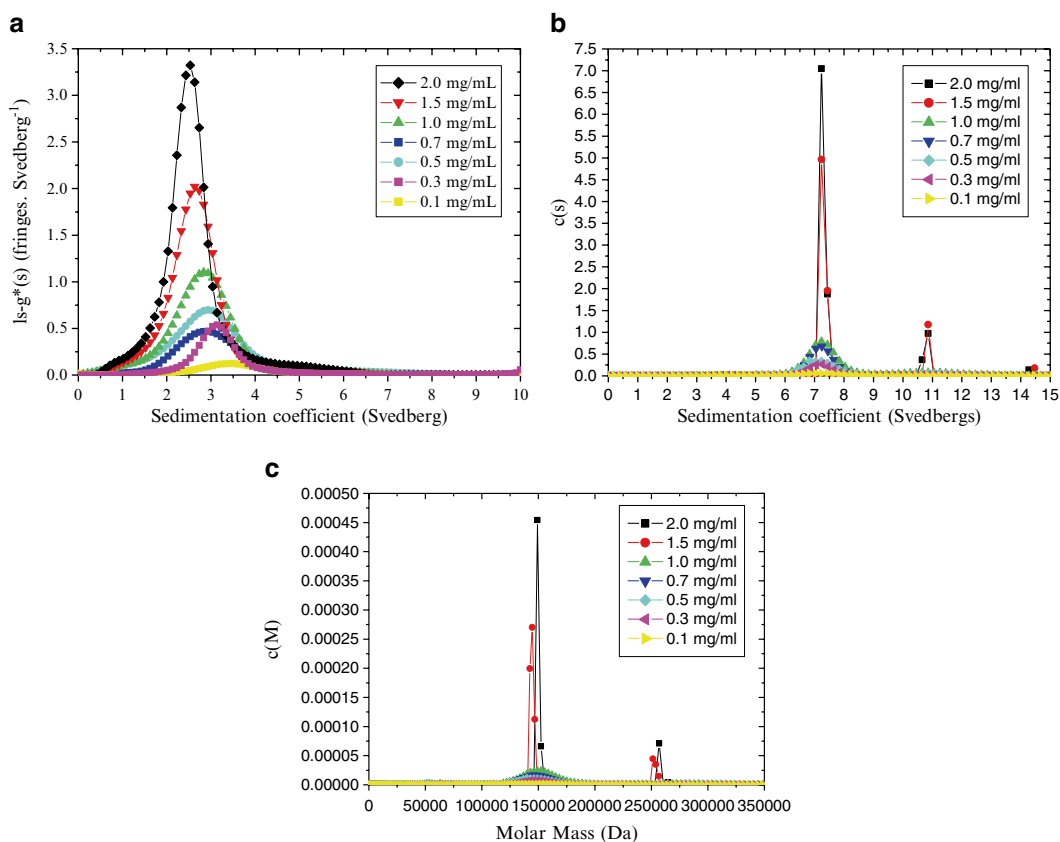 a
ls-g*(s) (fringes. Svedberg-1)
3.5
3.0
2.5
2.0
1.5
1.0
0.5
0.0
0 1 2 3 4 5 6 7 8 9 10
Sedimentation coefficient (Svedberg)
2.0 mg/mL
1.5 mg/mL
1.0 mg/mL
0.7 mg/mL
0.5 mg/mL
0.3 mg/mL
0.1 mg/mL
b
c(s)
7.5
7.0
6.5
6.0
5.5
5.0
4.5
4.0
3.5
3.0
2.5
2.0
1.5
1.0
0.5
0.0
0 1 2 3 4 5 6 7 8 9 10 11 12 13 14 15
Sedimentation coefficient (Svedbergs)
2.0 mg/ml
1.5 mg/ml
1.0 mg/ml
0.7 mg/ml
0.5 mg/ml
0.3 mg/ml
0.1 mg/ml
c
c(M)
0.00050
0.00045
0.00040
0.00035
0.00030
0.00025
0.00020
0.00015
0.00010
0.00005
0.00000
0 50000 100000 150000 200000 250000 300000 350000
Molar Mass (Da)
2.0 mg/ml
1.5 mg/ml
1.0 mg/ml
0.7 mg/ml
0.5 mg/ml
0.3 mg/ml
0.1 mg/ml